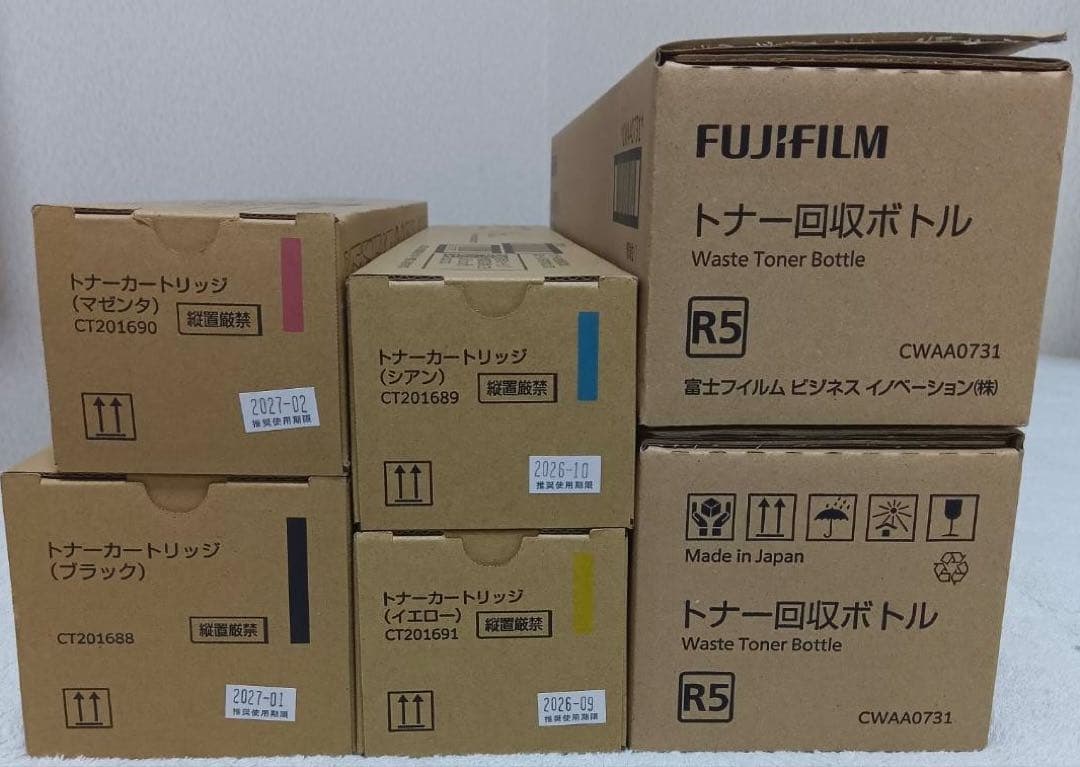 トナーカートリッジ
（マゼンタ）
CT201690
縦置厳禁
2027-02
推奨使用期限
トナーカートリッジ
（シアン）
CT201689
縦置厳禁
2026-10
推奨使用期限
トナーカートリッジ
（ブラック）
CT201688
縦置厳禁
2027-01
推奨使用期限
トナーカートリッジ
（イエロー）
CT201691
縦置厳禁
2026-09
推奨使用期限
CWAA0731
FUJIFILM
トナー回収ボトル
Waste Toner Bottle
R5
CWAA0731
富士フイルム ビジネス イノベーション㈱
Made in Japan
トナー回収ボトル
Waste Toner Bottle
R5
CWAA0731